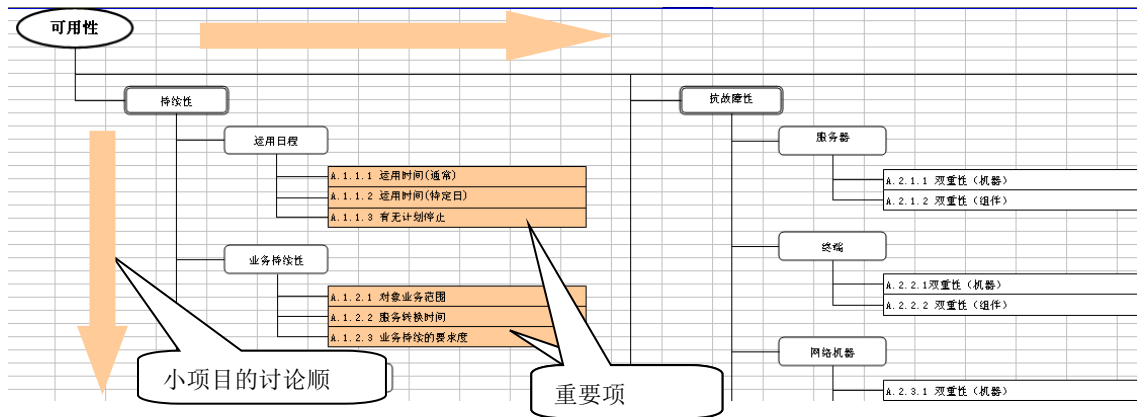 可用性
持续性
运用日程
A.1.1.1 运用时间(通常)
A.1.1.2 运用时间(特定日)
A.1.1.3 有无计划停止
业务持续性
A.1.2.1 对象业务范围
A.1.2.2 服务转换时间
A.1.2.3 业务持续的要求度
小项目的讨论顺
重要项
抗故障性
服务器
A.2.1.1 双重性（机器）
A.2.1.2 双重性（组件）
终端
A.2.2.1双重性（机器）
A.2.2.2 双重性（组件）
网络机器
A.2.3.1 双重性（机器）